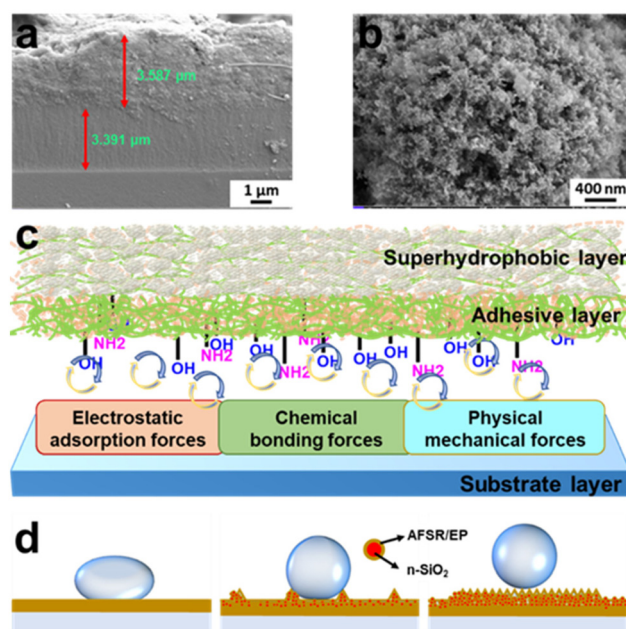 a
3.587 μm
3.391 μm
1 μm
b
400 nm
c
Superhydrophobic layer
Adhesive layer
OH
NH2
OH
OH
NH2
OH
NH2
OH
OH
OH
NH2
OH
OH
NH2
OH
Electrostatic
adsorption forces
Chemical
bonding forces
Physical
mechanical forces
Substrate layer
d
AFSR/EP
n-SiO₂